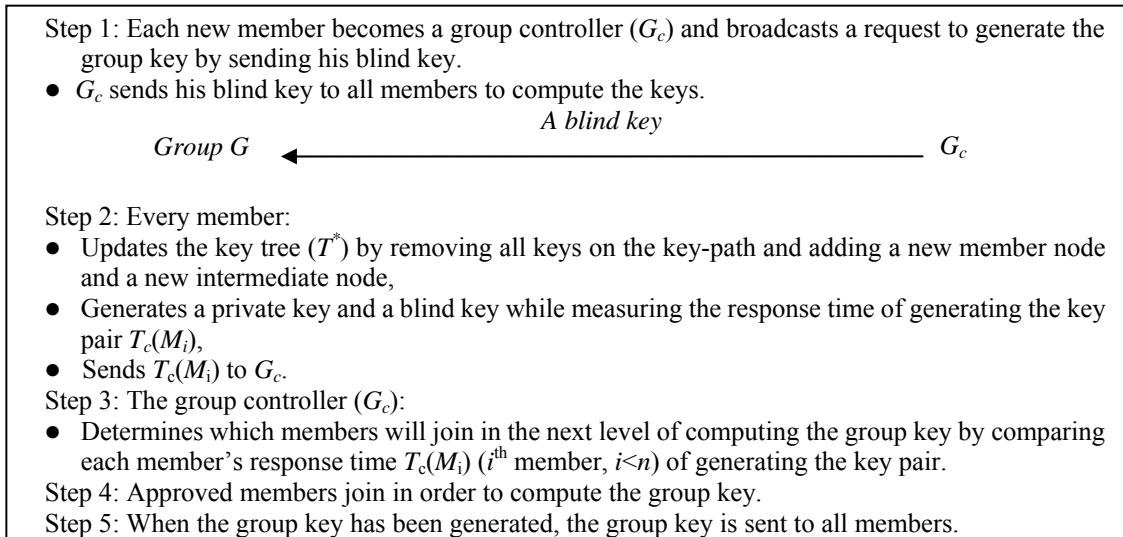 Step 1: Each new member becomes a group controller (Gc) and broadcasts a request to generate the
group key by sending his blind key.
● Gc sends his blind key to all members to compute the keys.
A blind key
Group G Gc
Step 2: Every member:
● Updates the key tree (T*) by removing all keys on the key-path and adding a new member node
and a new intermediate node,
● Generates a private key and a blind key while measuring the response time of generating the key
pair Tc(Mi),
● Sends Tc(Mi) to Gc.
Step 3: The group controller (Gc):
● Determines which members will join in the next level of computing the group key by comparing
each member's response time Tc(Mi) (ith member, i<n) of generating the key pair.
Step 4: Approved members join in order to compute the group key.
Step 5: When the group key has been generated, the group key is sent to all members.